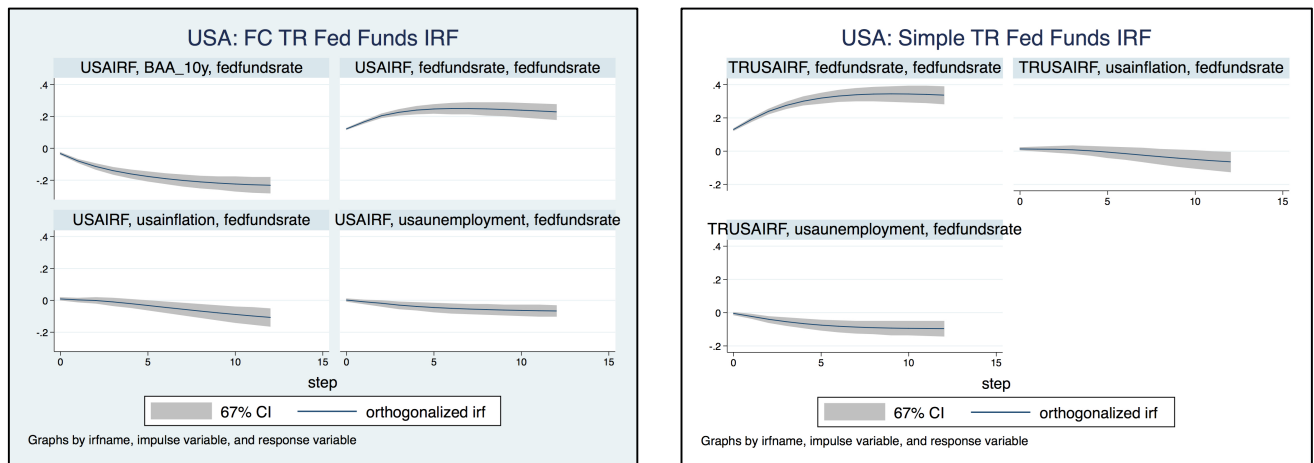 USA: FC TR Fed Funds IRF
USAIRF, BAA_10y, fedfundsrate
USAIRF, fedfundsrate, fedfundsrate
.4
.2
0
-.2
USAIRF, usainflation, fedfundsrate
USAIRF, usaunemployment, fedfundsrate
.4
.2
0
-.2
0 5 10 15
0 5 10 15
step
67% CI
orthogonalized irf
Graphs by irfname, impulse variable, and response variable
USA: Simple TR Fed Funds IRF
TRUSAIRF, fedfundsrate, fedfundsrate
TRUSAIRF, usainflation, fedfundsrate
.4
.2
0
-.2
0 5 10 15
TRUSAIRF, usaunemployment, fedfundsrate
.4
.2
0
-.2
0 5 10 15
step
67% CI
orthogonalized irf
Graphs by irfname, impulse variable, and response variable